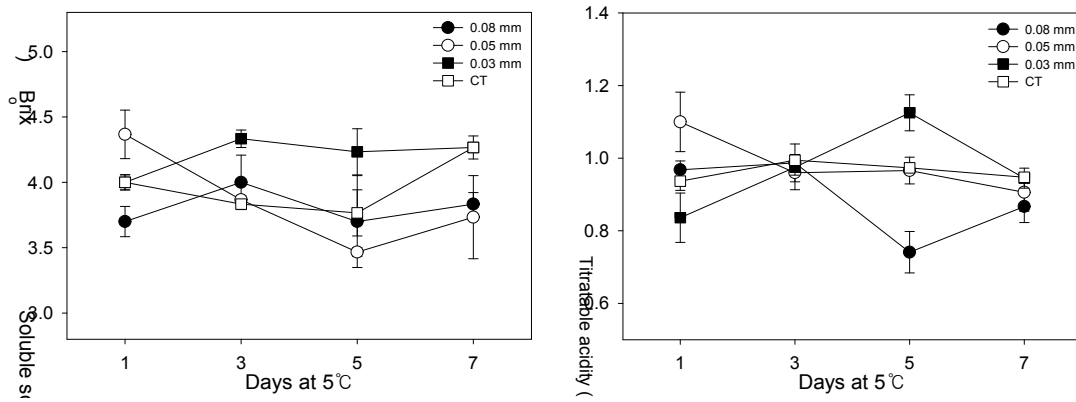 0.08 mm
0.05 mm
0.03 mm
CT
5.0
4.5
4.0
3.5
3.0
1 3 5 7
Days at 5℃
Soluble
) Brix
o
0.08 mm
0.05 mm
0.03 mm
CT
1.4
1.2
1.0
0.8
0.6
1 3 5 7
Days at 5℃
Titratable acidity (